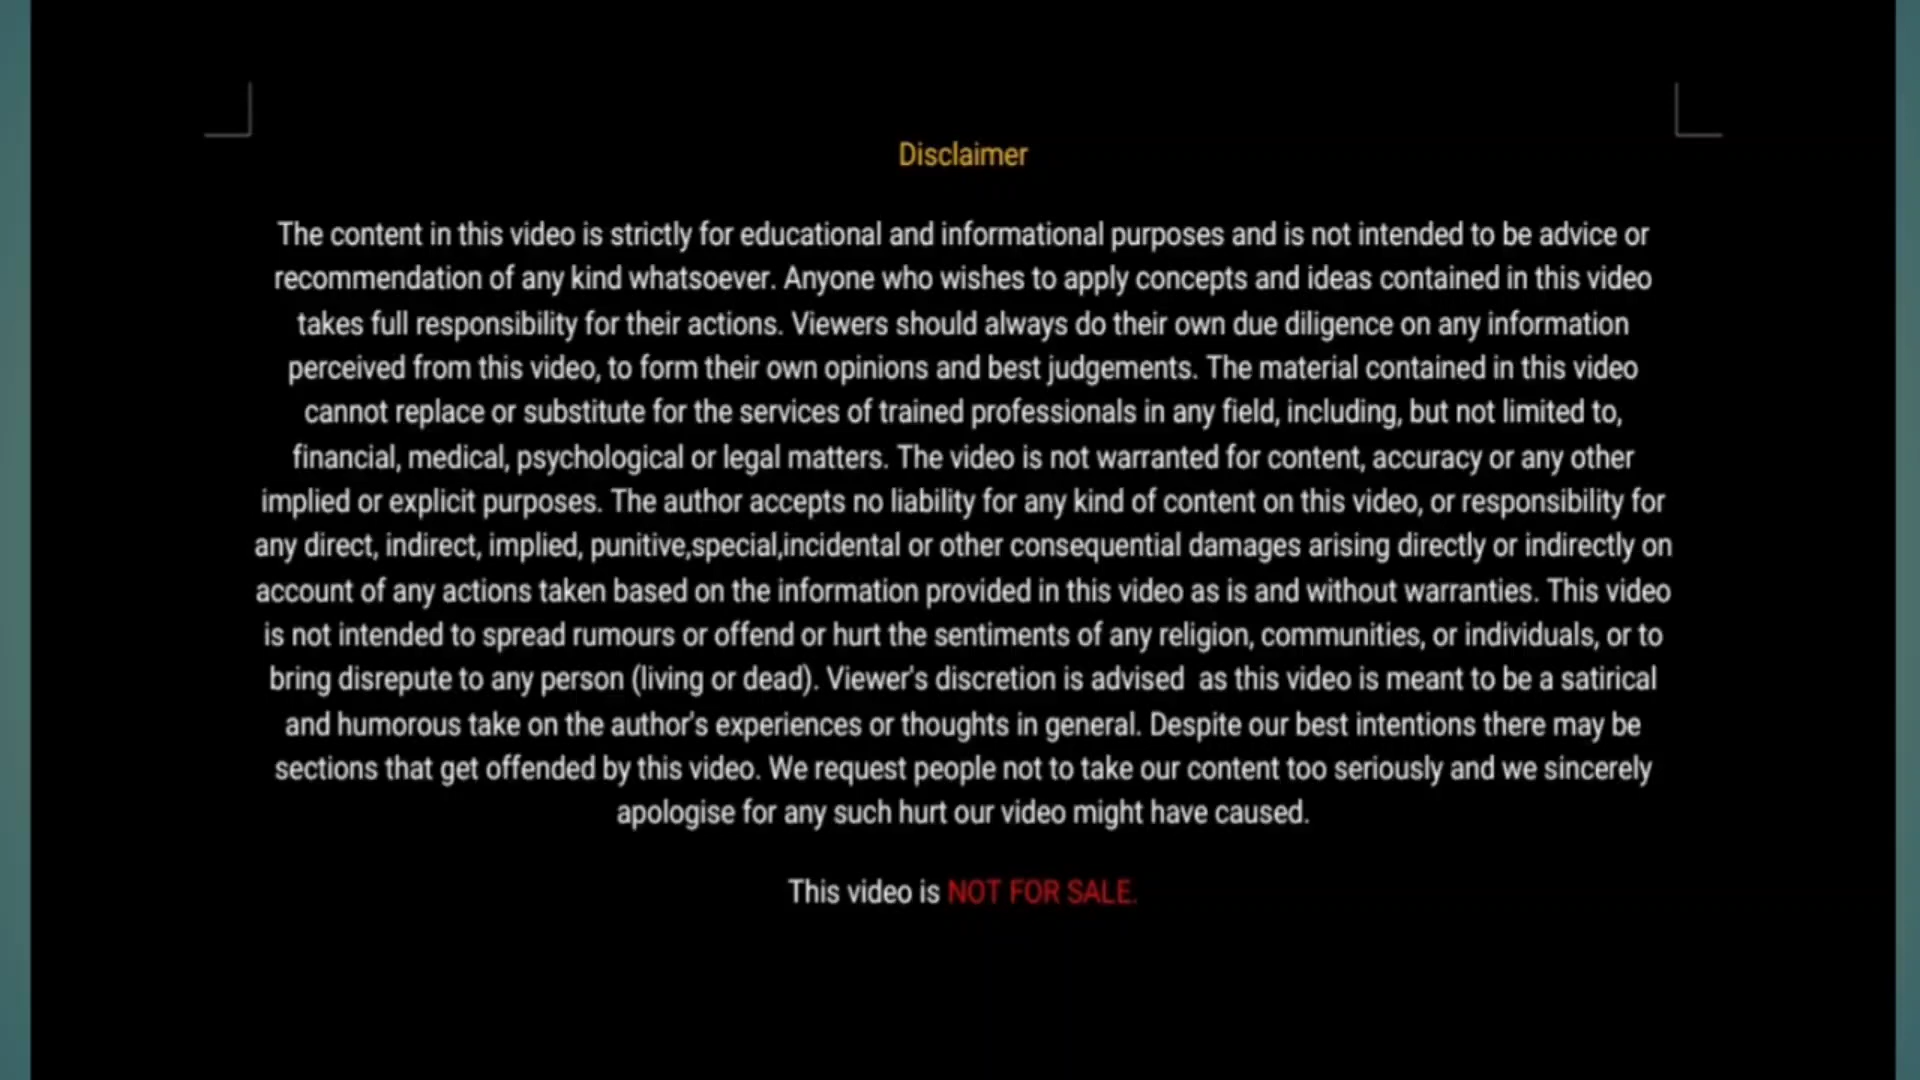 Disclaimer
The content in this video is strictly for educational and informational purposes and is not intended to be advice or
recommendation of any kind whatsoever. Anyone who wishes to apply concepts and ideas contained in this video
takes full responsibility for their actions. Viewers should always do their own due diligence on any information
perceived from this video, to form their own opinions and best judgements. The material contained in this video
cannot replace or substitute for the services of trained professionals in any field, including, but not limited to,
financial, medical, psychological or legal matters. The video is not warranted for content, accuracy or any other
implied or explicit purposes. The author accepts no liability for any kind of content on this video, or responsibility for
any direct, indirect, implied, punitive,special,incidental or other consequential damages arising directly or indirectly on
account of any actions taken based on the information provided in this video as is and without warranties. This video
is not intended to spread rumours or offend or hurt the sentiments of any religion, communities, or individuals, or to
bring disrepute to any person (living or dead). Viewer's discretion is advised  as this video is meant to be a satirical
and humorous take on the author's experiences or thoughts in general. Despite our best intentions there may be
sections that get offended by this video. We request people not to take our content too seriously and we sincerely
apologise for any such hurt our video might have caused.
This video is NOT FOR SALE.